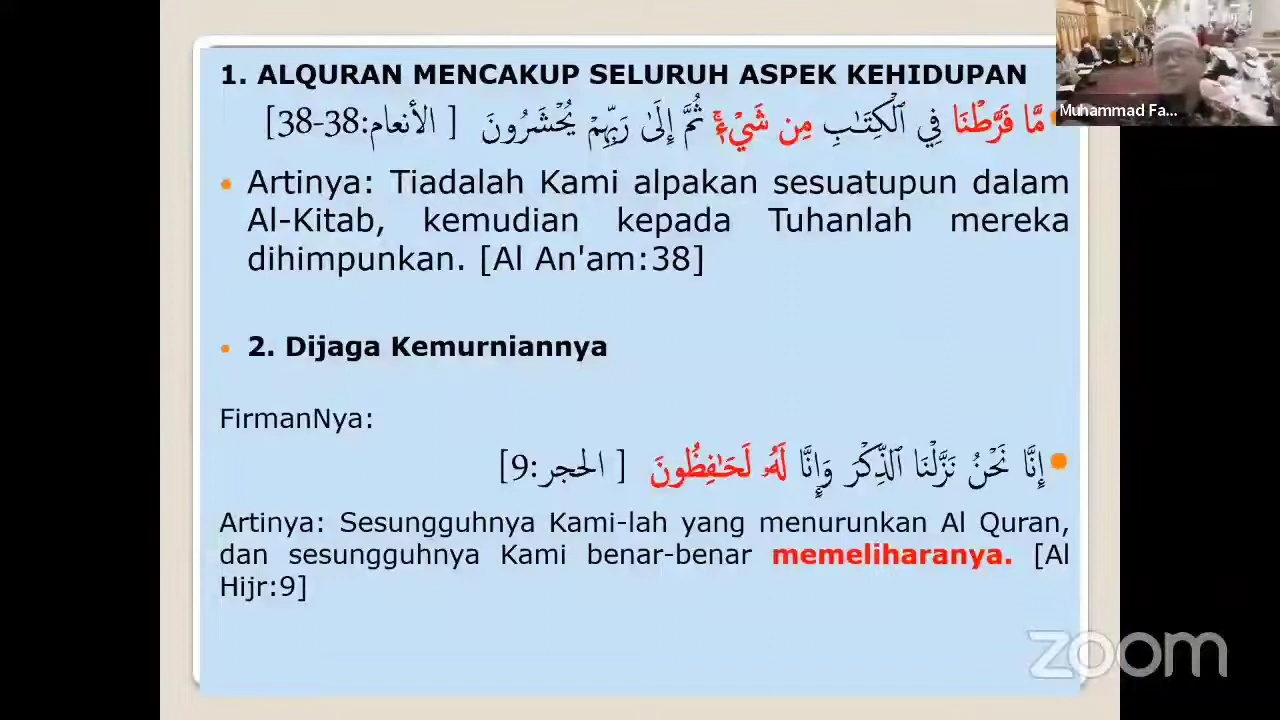 1. ALQURAN MENCAKUP SELURUH ASPEK KEHIDUPAN
مَّا فَرَّطْنَا فِي ٱلْكِتَـٰبِ مِن شَيْءٍۚ ثُمَّ إِلَىٰ رَبِّهِمْ يُحْشَرُونَ [ الأنعام:38-38]
Artinya: Tiadalah Kami alpakan sesuatupun dalam
Al-Kitab, kemudian kepada Tuhanlah mereka
dihimpunkan. [Al An'am:38]
2. Dijaga Kemurniannya
FirmanNya:
إِنَّا نَحْنُ نَزَّلْنَا ٱلذِّكْرَ وَإِنَّا لَهُۥ لَحَـٰفِظُونَ [ الحجر:9]
Artinya: Sesungguhnya Kami-lah yang menurunkan Al Quran,
dan sesungguhnya Kami benar-benar memeliharanya. [Al
Hijr:9]
Muhammad Fa...
zoom